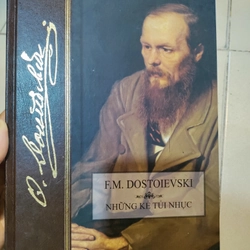 F.M. DOSTOIEVSKI
NHỮNG KẺ TỦI NHỤC